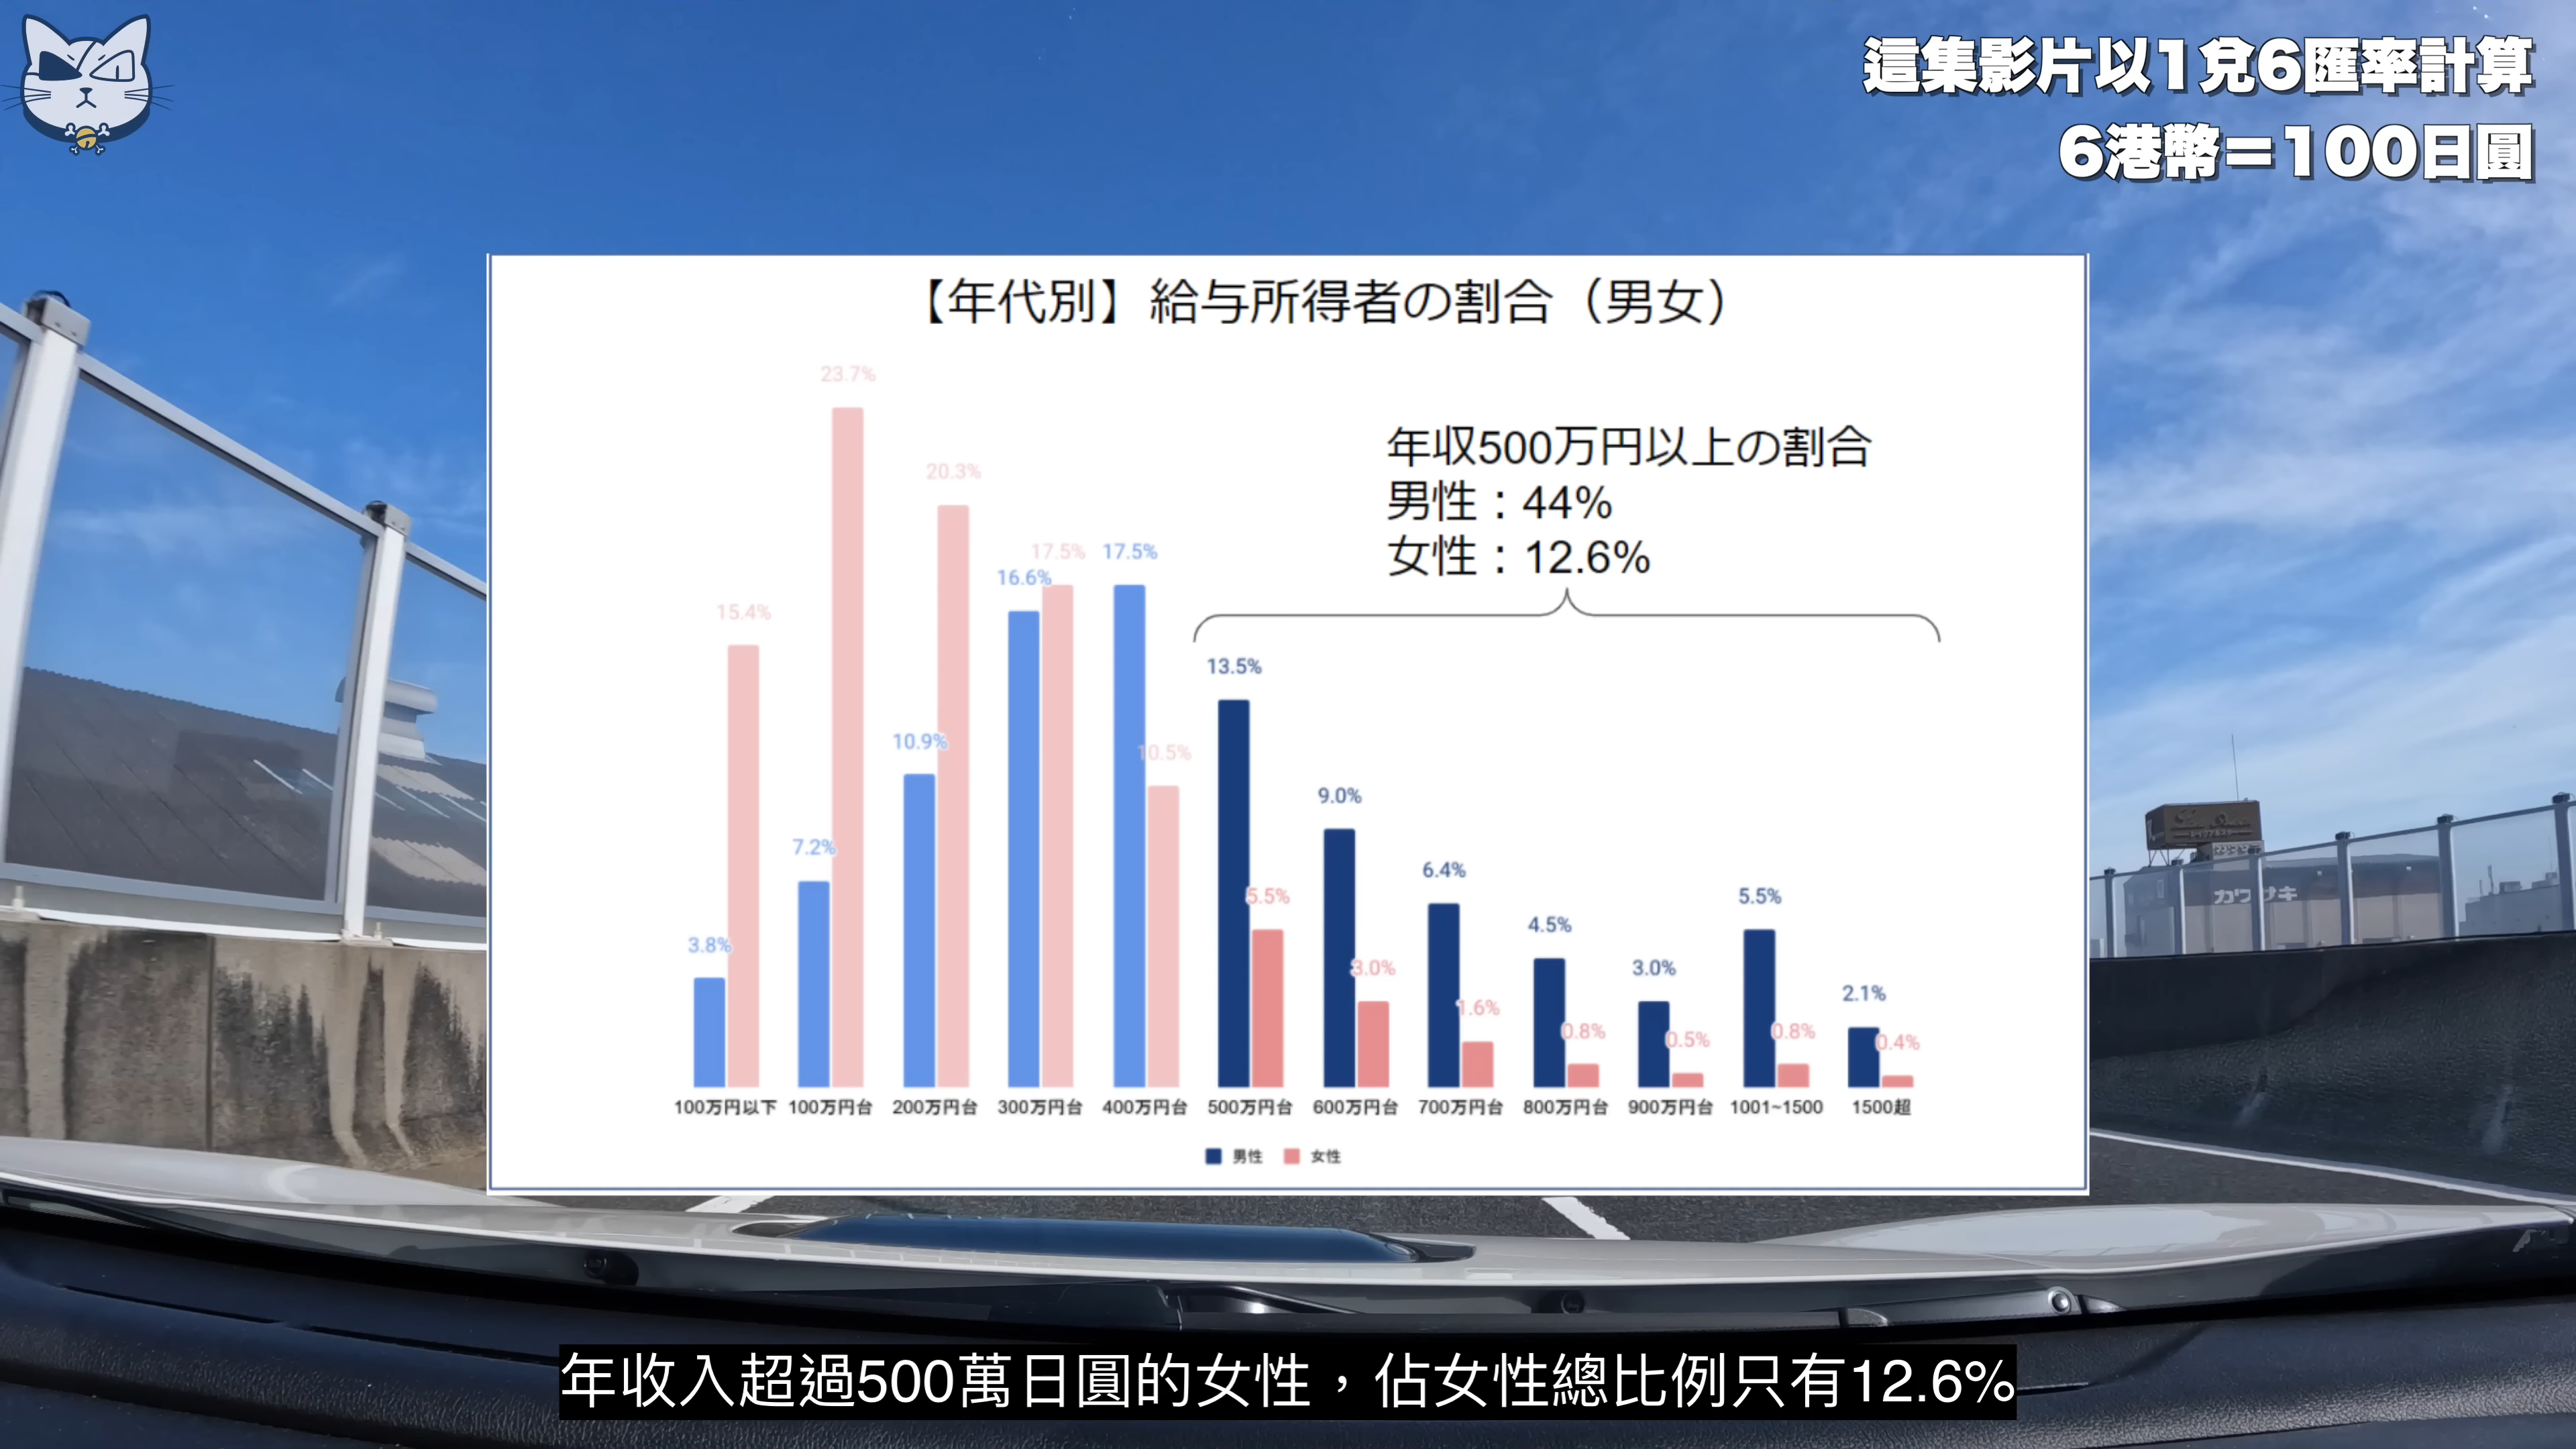 這集影片以1兌6匯率計算
6港幣＝100日圓
【年代別】給与所得者の割合（男女）
年収500万円以上の割合
男性：44%
女性：12.6%
23.7%
20.3%
17.5% 17.5%
16.6%
15.4%
13.5%
10.9%
10.5%
9.0%
7.2%
6.4%
5.5%
5.5%
4.5%
3.8%
3.0%
3.0%
2.1%
1.6%
0.8%
0.8%
0.5%
0.4%
100万円以下 100万円台 200万円台 300万円台 400万円台 500万円台 600万円台 700万円台 800万円台 900万円台 1001~1500 1500超
男性 女性
カワサキ
年收入超過500萬日圓的女性，佔女性總比例只有12.6%